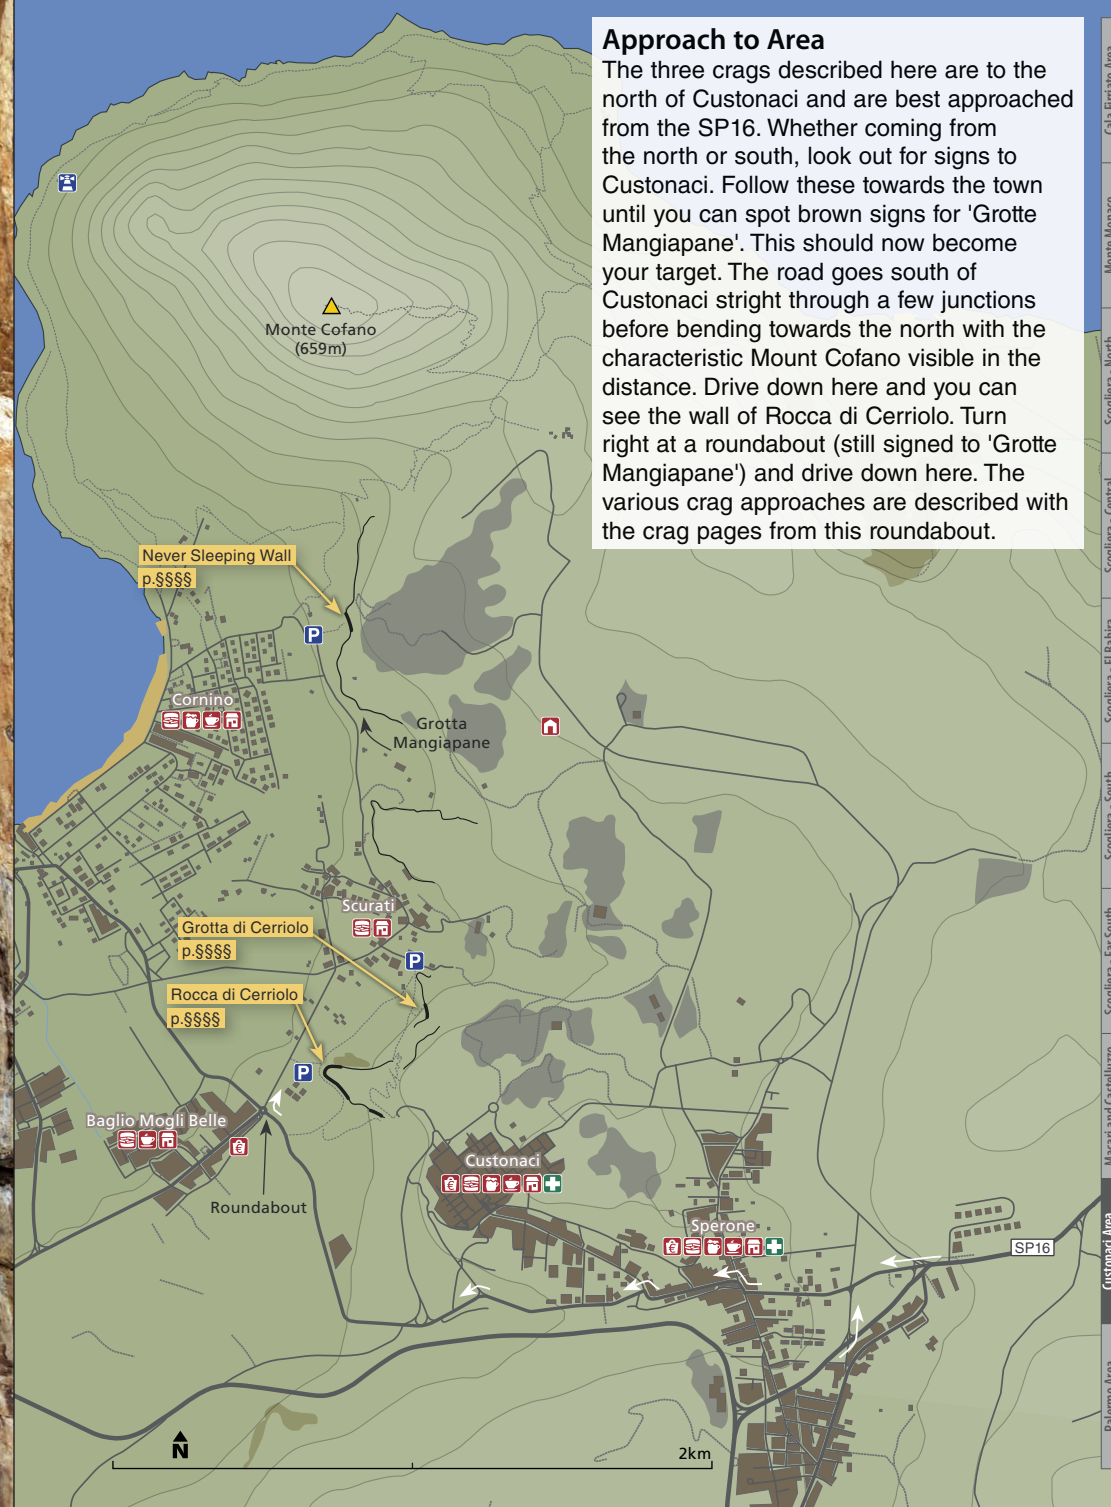 Approach to Area
The three crags described here are to the
north of Custonaci and are best approached
from the SP16. Whether coming from
the north or south, look out for signs to
Custonaci. Follow these towards the town
until you can spot brown signs for 'Grotte
Mangiapane'. This should now become
your target. The road goes south of
Custonaci stright through a few junctions
before bending towards the north with the
characteristic Mount Cofano visible in the
distance. Drive down here and you can
see the wall of Rocca di Cerriolo. Turn
right at a roundabout (still signed to 'Grotte
Mangiapane') and drive down here. The
various crag approaches are described with
the crag pages from this roundabout.
Monte Cofano
(659m)
Never Sleeping Wall
p.§§§§
P
Cornino
Grotta
Mangiapane
Scurati
Grotta di Cerriolo
p.§§§§
P
Rocca di Cerriolo
p.§§§§
P
Baglio Mogli Belle
Custonaci
Roundabout
Sperone
SP16
N
2km
Custonaci Area